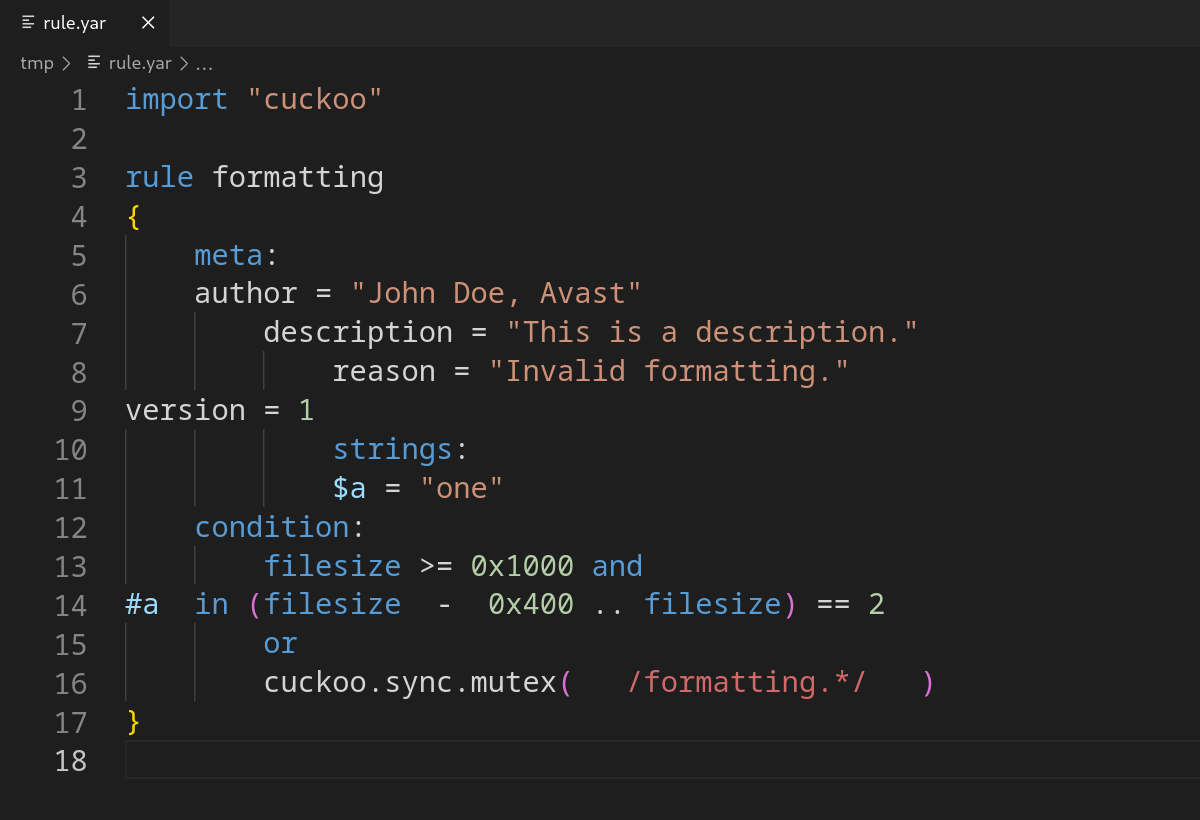 rule.yar
tmp > rule.yar > ...
1 import "cuckoo"
2
3 rule formatting
4 {
5     meta:
6     author = "John Doe, Avast"
7         description = "This is a description."
8             reason = "Invalid formatting."
9 version = 1
10             strings:
11             $a = "one"
12     condition:
13         filesize >= 0x1000 and
14 #a  in (filesize  -  0x400 .. filesize) == 2
15         or
16         cuckoo.sync.mutex(   /formatting.*/   )
17 }
18